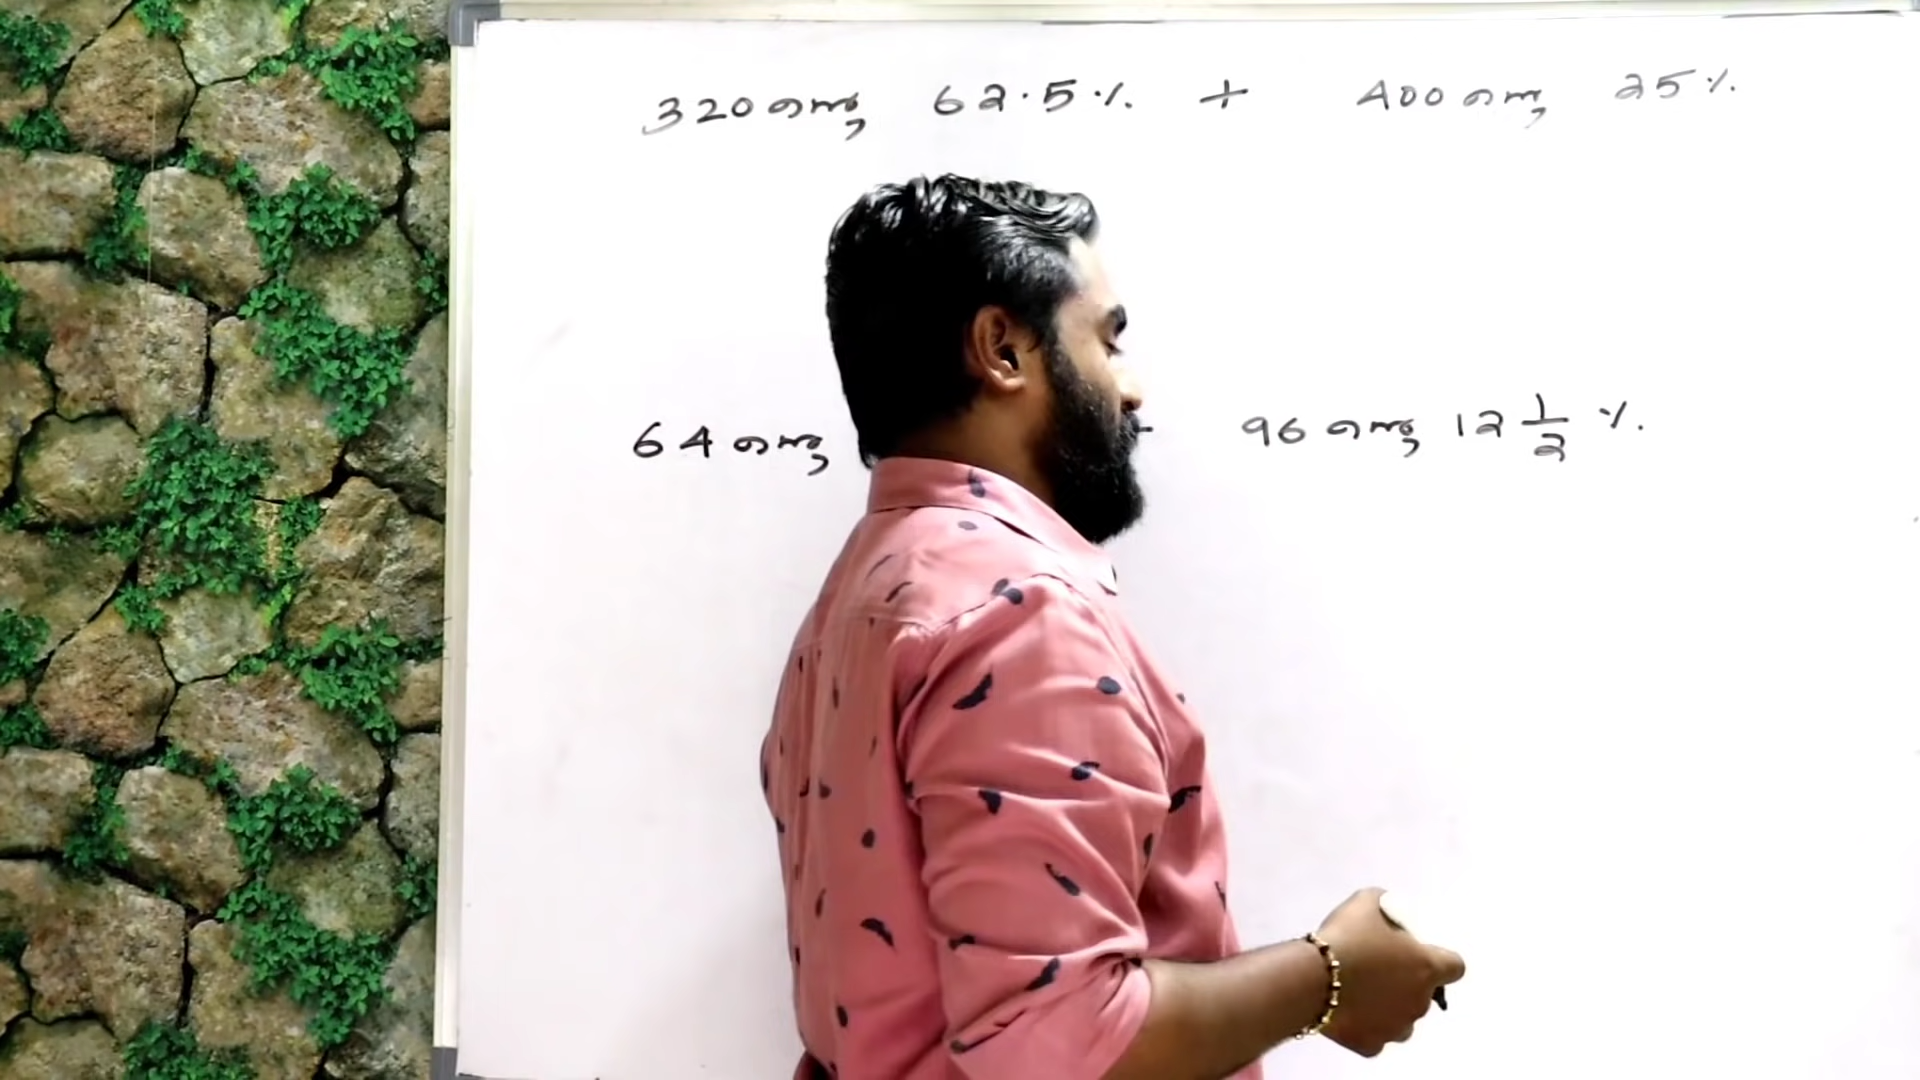 320 ന്റെ 62.5% + 400 ന്റെ 25%
64 ന്റെ - 96 ന്റെ 12 1/2 %